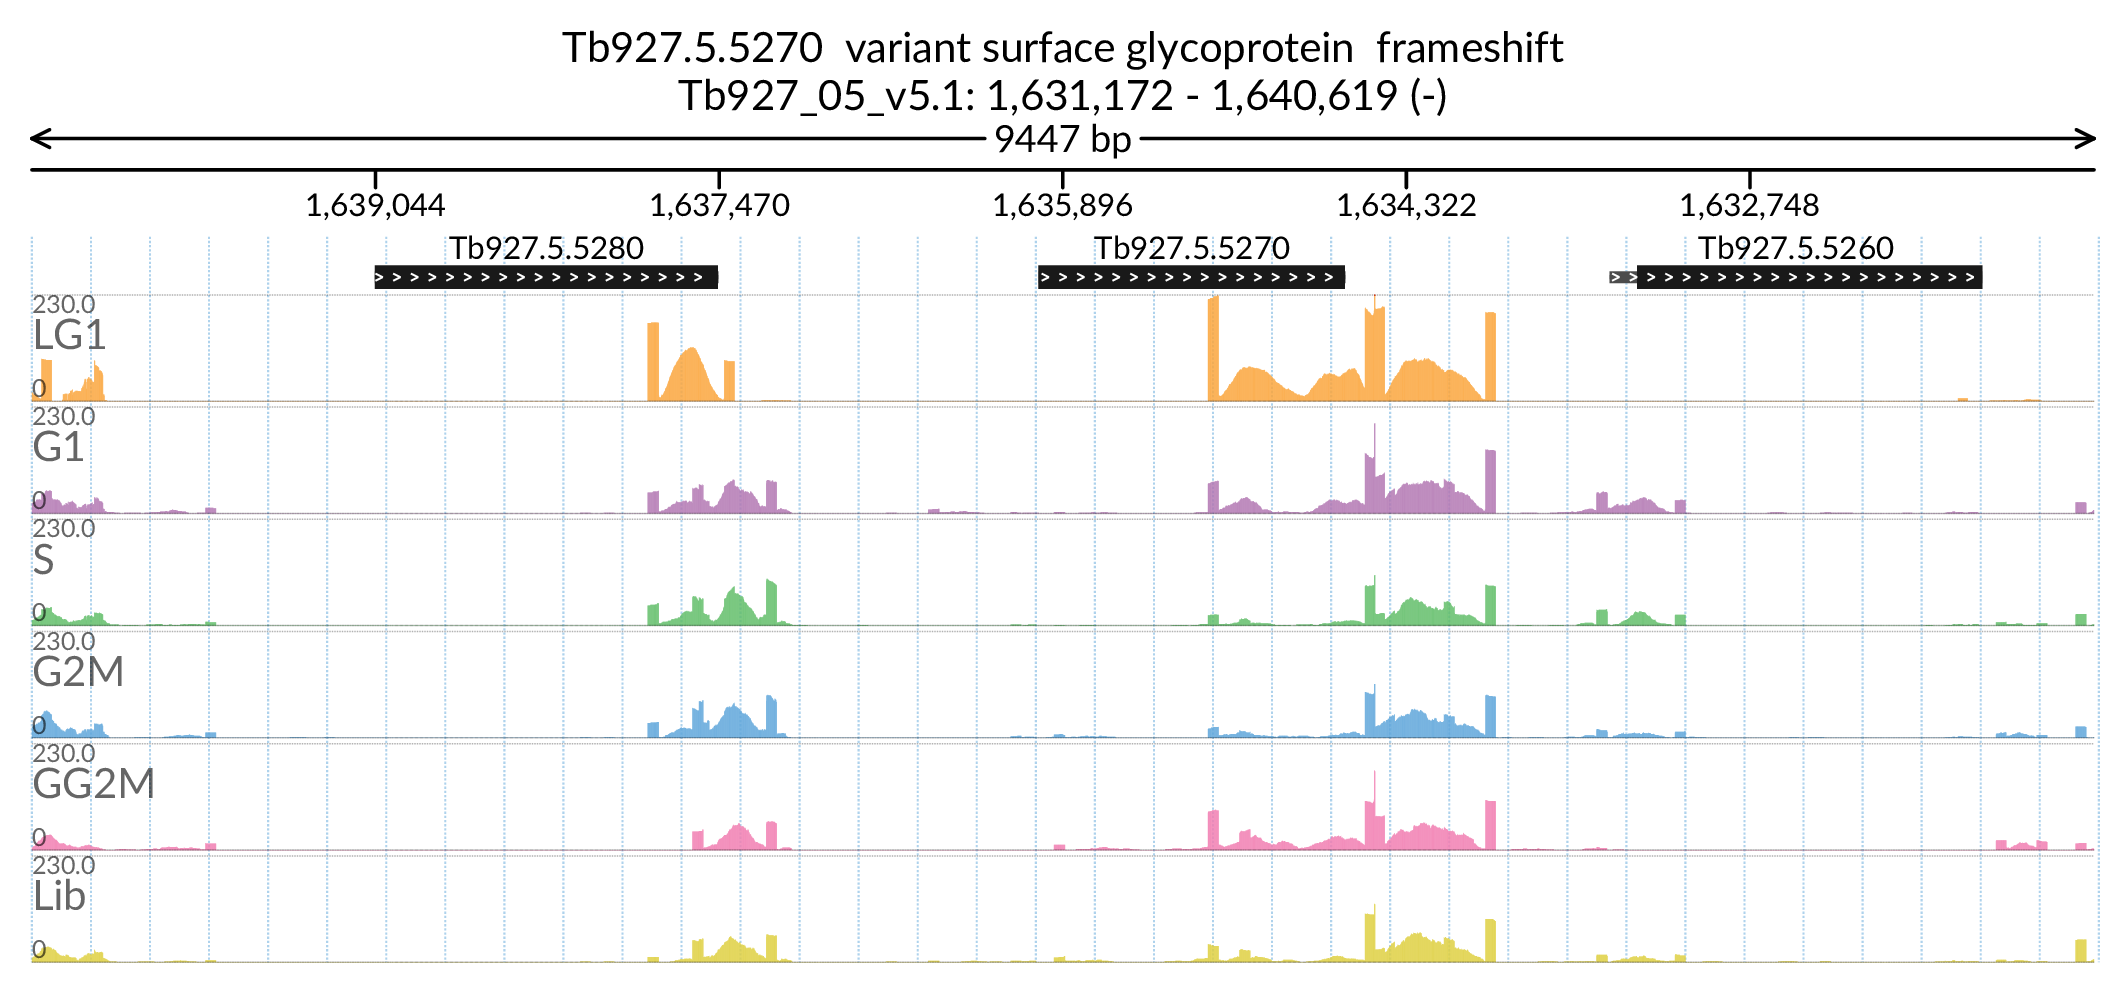 Tb927.5.5270  variant surface glycoprotein  frameshift
Tb927_05_v5.1: 1,631,172 - 1,640,619 (-)
9447 bp
1,639,044 1,637,470 1,635,896 1,634,322 1,632,748
Tb927.5.5280 Tb927.5.5270 Tb927.5.5260
230.0
LG1
0
230.0
G1
0
230.0
S
0
230.0
G2M
0
230.0
GG2M
0
230.0
Lib
0